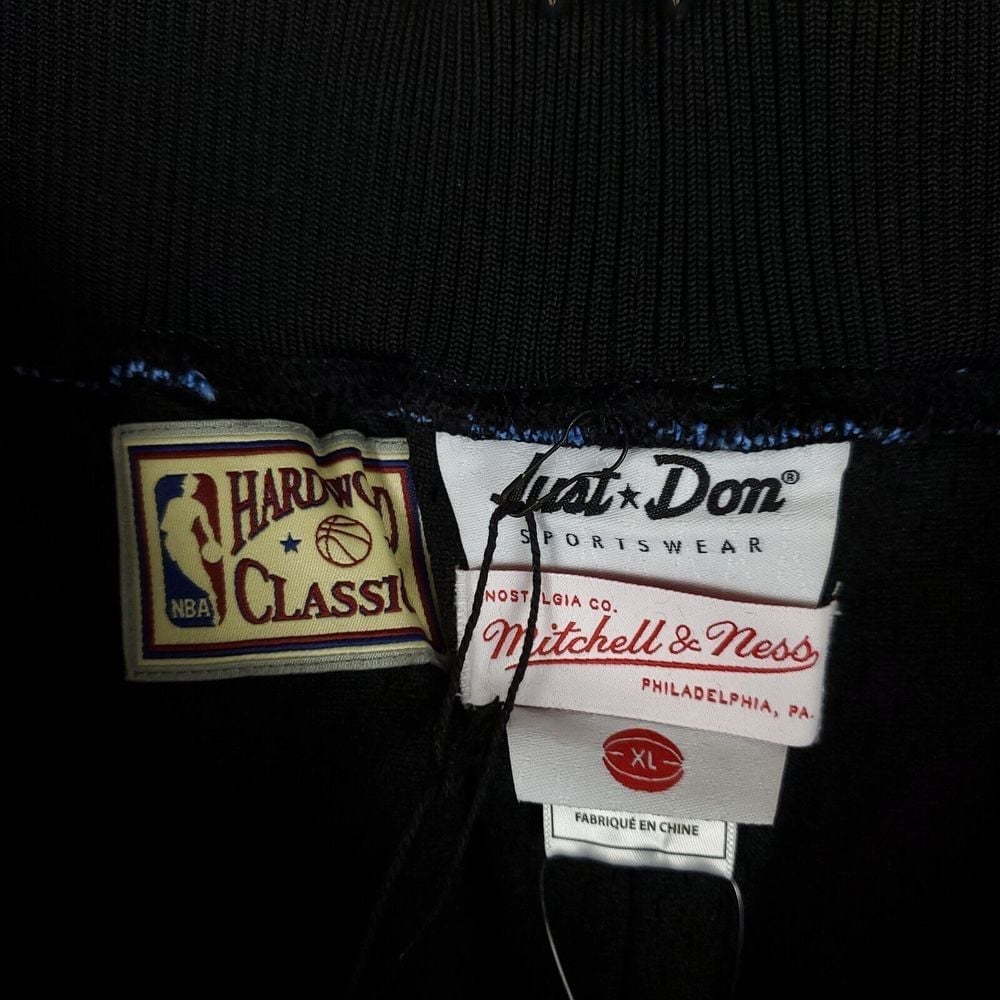 NBA
HARDWOOD
CLASSIC
Just ★ Don®
SPORTSWEAR
NOSTALGIA CO.
Mitchell & Ness
PHILADELPHIA, PA.
XL
FABRIQUÉ EN CHINE